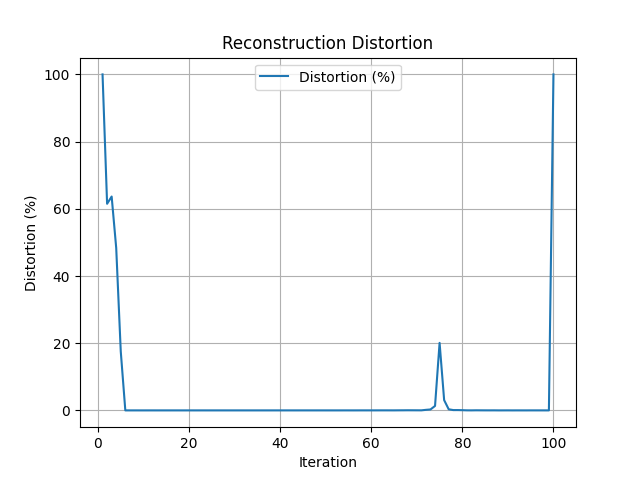 Reconstruction Distortion
Distortion (%)
100
80
60
40
20
0
Distortion (%)
0 20 40 60 80 100
Iteration